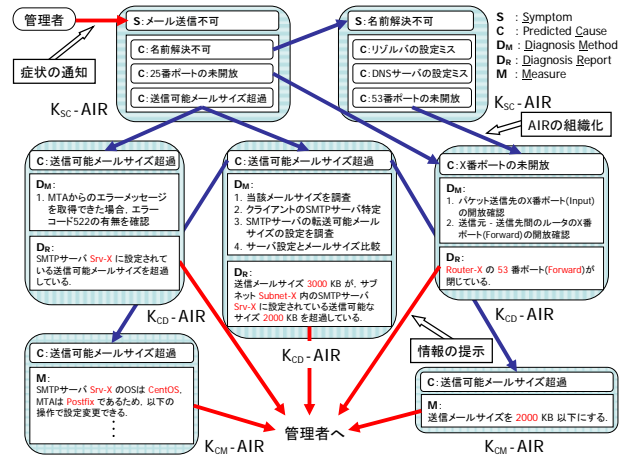 管理者
症状の通知
S:メール送信不可
C:名前解決不可
C:25番ポートの未開放
C:送信可能メールサイズ超過
KSC-AIR
S:名前解決不可
C:リゾルバの設定ミス
C:DNSサーバの設定ミス
C:53番ポートの未開放
KSC-AIR
S : Symptom
C : Predicted Cause
DM : Diagnosis Method
DR : Diagnosis Report
M : Measure
AIRの組織化
C:送信可能メールサイズ超過
DM:
1. MTAからのエラーメッセージ
を取得できた場合、エラー
コード522の有無を確認
DR:
SMTPサーバ Srv-X に設定されて
いる送信可能メールサイズを超過
している.
KCD-AIR
C:送信可能メールサイズ超過
DM:
1. 当該メールサイズを調査
2. クライアントのSMTPサーバ特定
3. SMTPサーバの転送可能メール
サイズの設定を調査
4. サーバ設定とメールサイズ比較
DR:
送信メールサイズ 3000 KB が, サブ
ネット Subnet-X 内のSMTPサーバ
Srv-X に設定されている送信可能な
サイズ 2000 KB を超過している.
KCD-AIR
C:X番ポートの未開放
DM:
1. パケット送信先のX番ポート(Input)
の開放確認
2. 送信元‐送信先間のルータのX番
ポート(Forward)の開放確認
DR:
Router-X の 53 番ポート(Forward)が
閉じている.
KCD-AIR
情報の提示
C:送信可能メールサイズ超過
M:
SMTPサーバ Srv-X のOSは CentOS,
MTAは Postfix であるため, 以下の
操作で設定変更できる.
⋮
KCM-AIR
管理者へ
C:送信可能メールサイズ超過
M:
送信メールサイズを 2000 KB 以下にする.
KCM-AIR